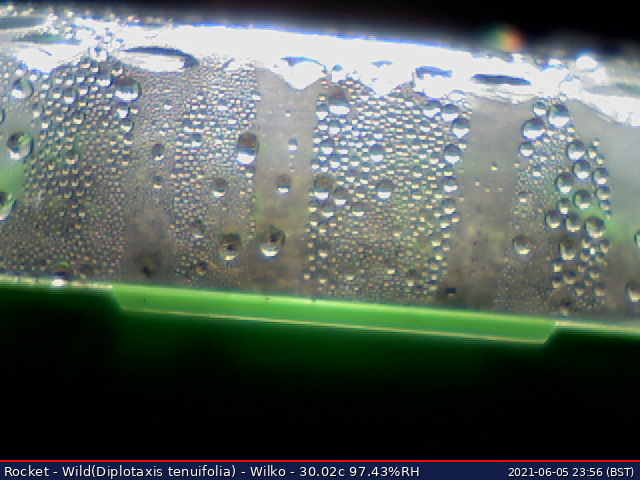 Rocket - Wild(Diplotaxis tenuifolia) - Wilko - 30.02c 97.43%RH
2021-06-05 23:56 (BST)